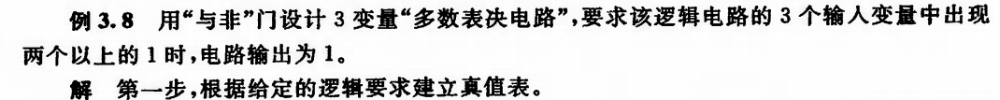 例3.8 用“与非”门设计3变量“多数表决电路”,要求该逻辑电路的3个输入变量中出现
两个以上的1时,电路输出为1。
解 第一步,根据给定的逻辑要求建立真值表。